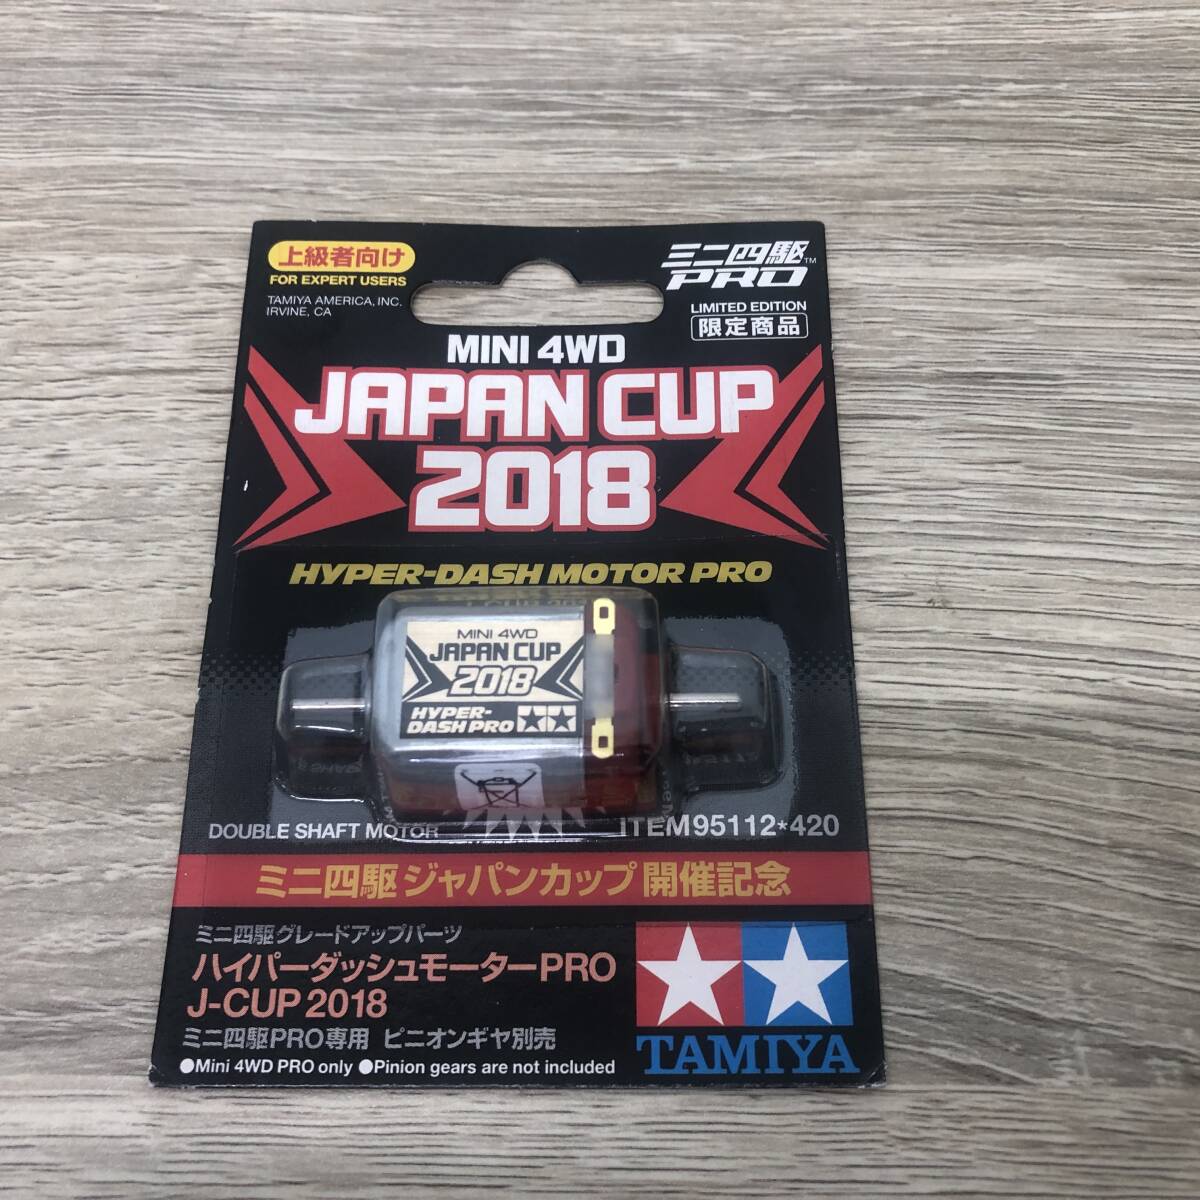 上級者向け
FOR EXPERT USERS
TAMIYA AMERICA, INC.
IRVINE, CA
ミニ四駆™
PRO
LIMITED EDITION
限定商品
MINI 4WD
JAPAN CUP
2018
HYPER-DASH MOTOR PRO
MINI 4WD
JAPAN CUP
2018
HYPER-
DASH PRO
DOUBLE SHAFT MOTOR
ITEM 95112*420
ミニ四駆 ジャパンカップ 開催記念
ミニ四駆グレードアップパーツ
ハイパーダッシュモーターPRO
J-CUP 2018
ミニ四駆PRO専用 ピニオンギヤ別売
●Mini 4WD PRO only ●Pinion gears are not included
TAMIYA